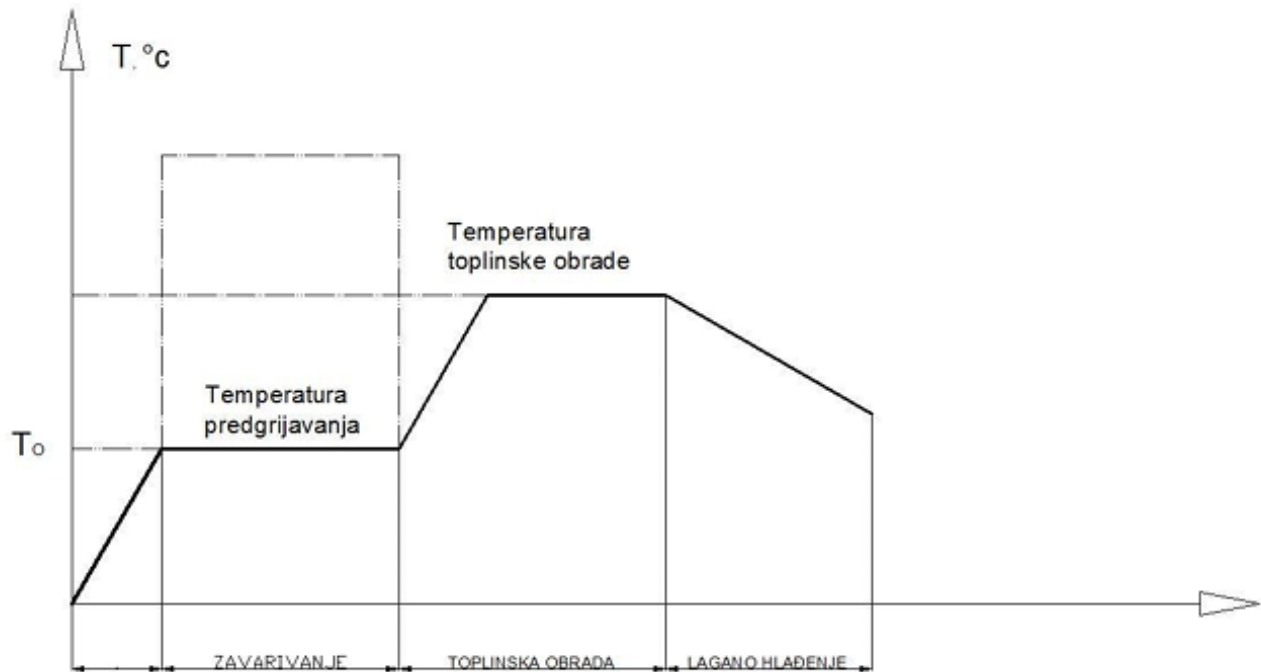 T. °c
Temperatura
toplinske obrade
Temperatura
predgrijavanja
To
ZAVARIVANJE
TOPLINSKA OBRADA
LAGANO HLAĐENJE